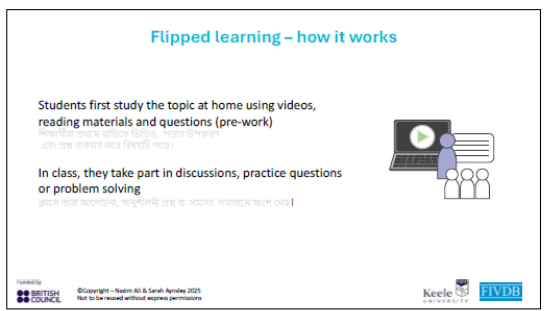 Flipped learning – how it works
Students first study the topic at home using videos,
reading materials and questions (pre-work)
শিক্ষার্থীরা প্রথমে বাড়িতে ভিডিও, পড়ার উপকরণ
এবং প্রশ্ন ব্যবহার করে বিষয়টি পড়ে।
In class, they take part in discussions, practice questions
or problem solving
ক্লাসে তারা আলোচনা, অনুশীলনী প্রশ্ন বা সমস্যা সমাধানে অংশ নেয়।
Funded by
BRITISH
COUNCIL
©Copyright – Nazim Ali & Sarah Aynsley 2025
Not to be reused without express permissions
Keele
UNIVERSITY
FIVDB